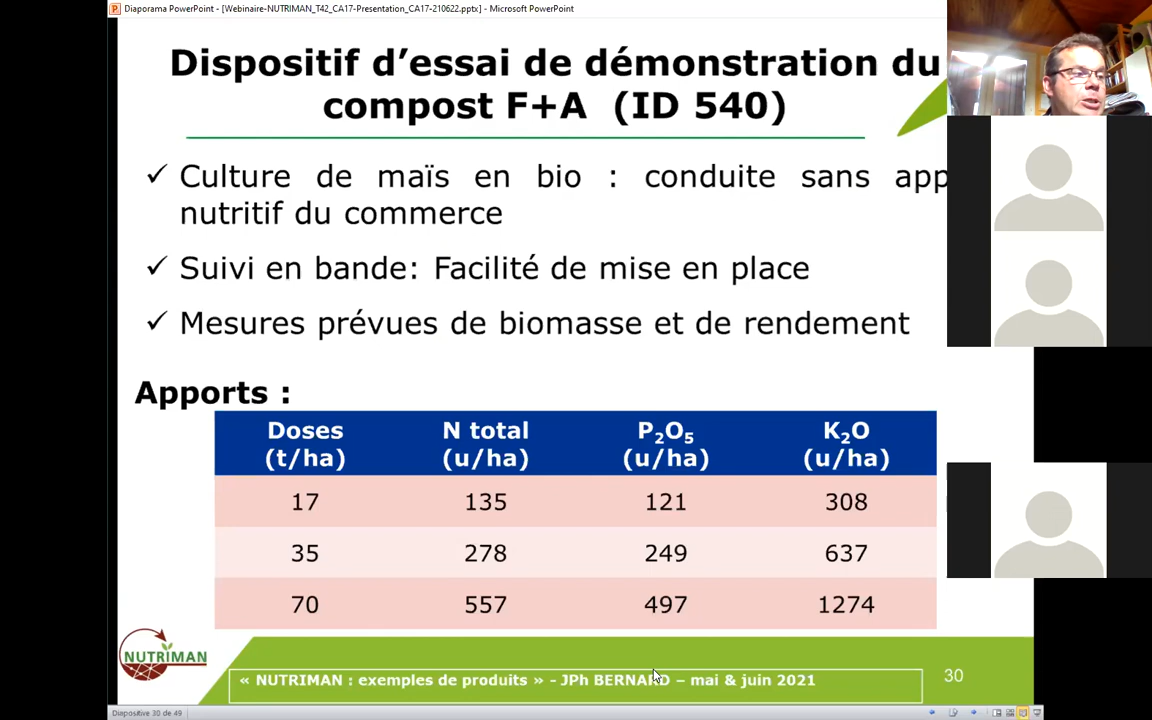 Diaporama PowerPoint - [Webinaire-NUTRIMAN_T42_CA17-Presentation_CA17-210622.pptx] - Microsoft PowerPoint
Dispositif d’essai de démonstration du
compost F+A (ID 540)
✓ Culture de maïs en bio : conduite sans app
nutritif du commerce
✓ Suivi en bande: Facilité de mise en place
✓ Mesures prévues de biomasse et de rendement
Apports :
Doses (t/ha) N total (u/ha) P₂O₅ (u/ha) K₂O (u/ha)
17 135 121 308
35 278 249 637
70 557 497 1274
NUTRIMAN
« NUTRIMAN : exemples de produits » - JPh BERNARD – mai & juin 2021
30
Diapositive 30 de 49